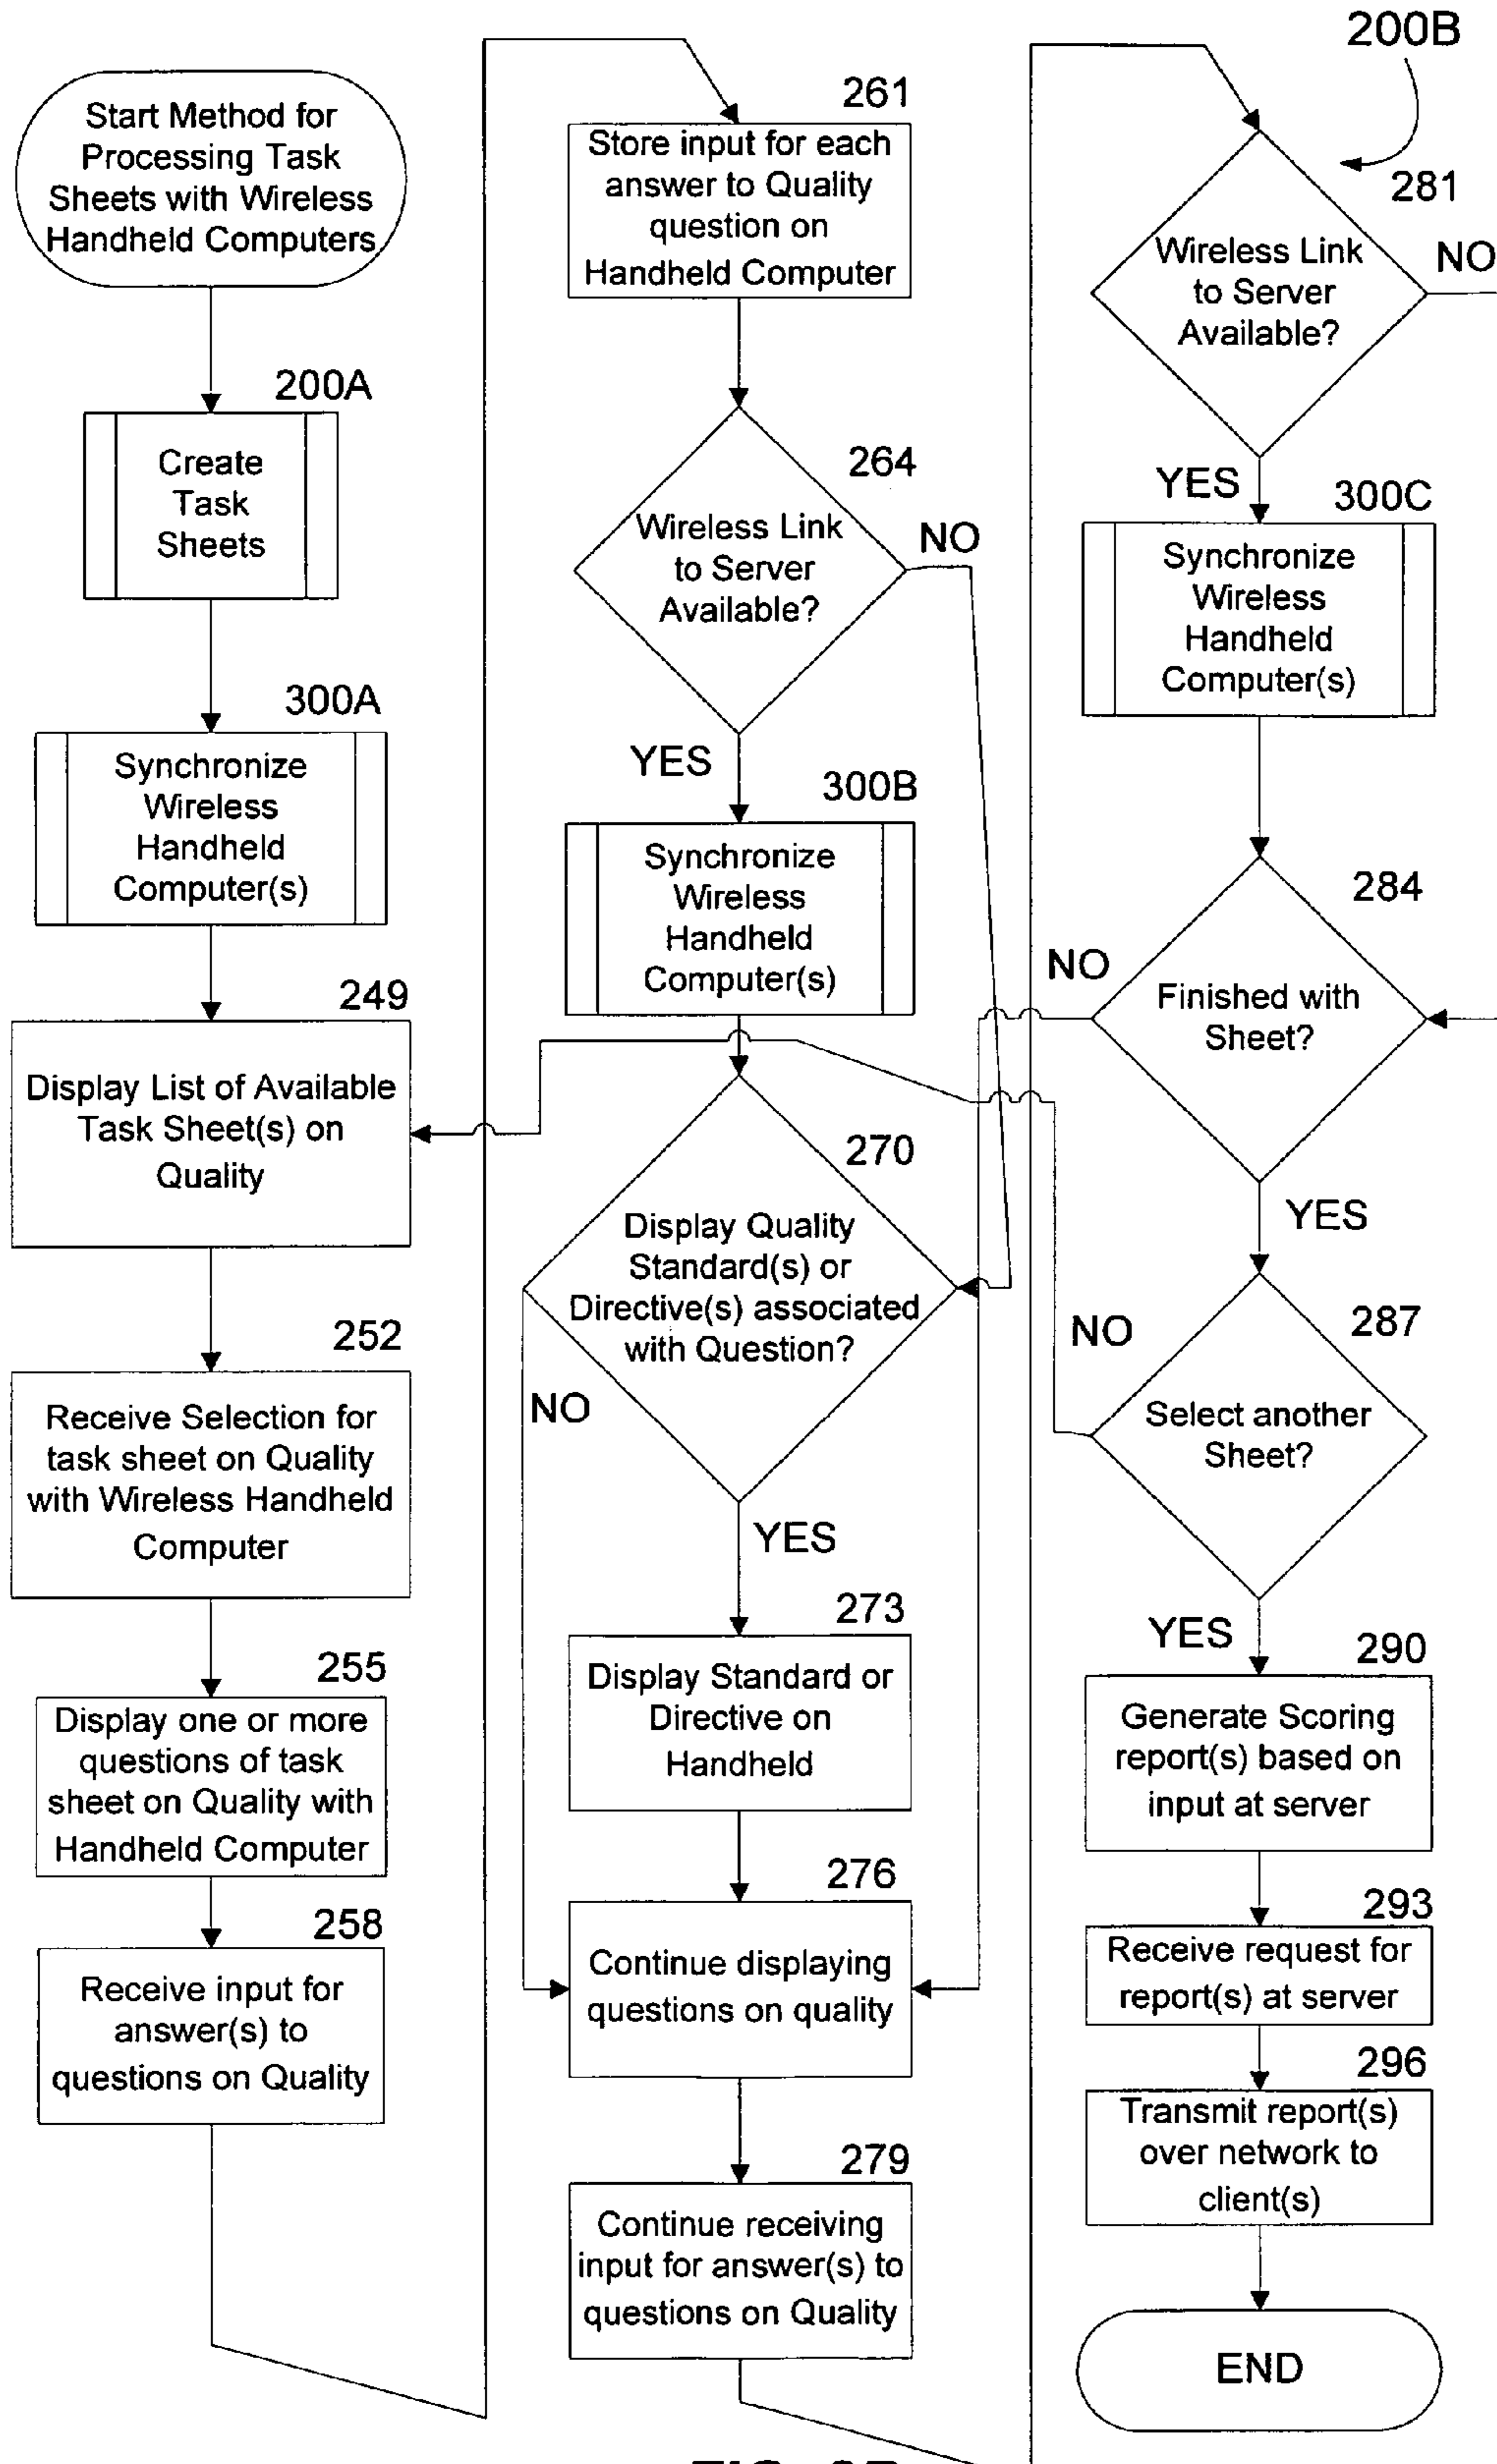 Start Method for
Processing Task
Sheets with Wireless
Handheld Computers
200A
Create
Task
Sheets
300A
Synchronize
Wireless
Handheld
Computer(s)
249
Display List of Available
Task Sheet(s) on
Quality
252
Receive Selection for
task sheet on Quality
with Wireless Handheld
Computer
255
Display one or more
questions of task
sheet on Quality with
Handheld Computer
258
Receive input for
answer(s) to
questions on Quality
261
Store input for each
answer to Quality
question on
Handheld Computer
264
Wireless Link
to Server
Available?
NO
YES
300B
Synchronize
Wireless
Handheld
Computer(s)
270
Display Quality
Standard(s) or
Directive(s) associated
with Question?
NO
YES
273
Display Standard or
Directive on
Handheld
276
Continue displaying
questions on quality
279
Continue receiving
input for answer(s) to
questions on Quality
200B
281
Wireless Link
to Server
Available?
NO
YES
300C
Synchronize
Wireless
Handheld
Computer(s)
284
NO
Finished with
Sheet?
YES
287
NO
Select another
Sheet?
YES
290
Generate Scoring
report(s) based on
input at server
293
Receive request for
report(s) at server
296
Transmit report(s)
over network to
client(s)
END